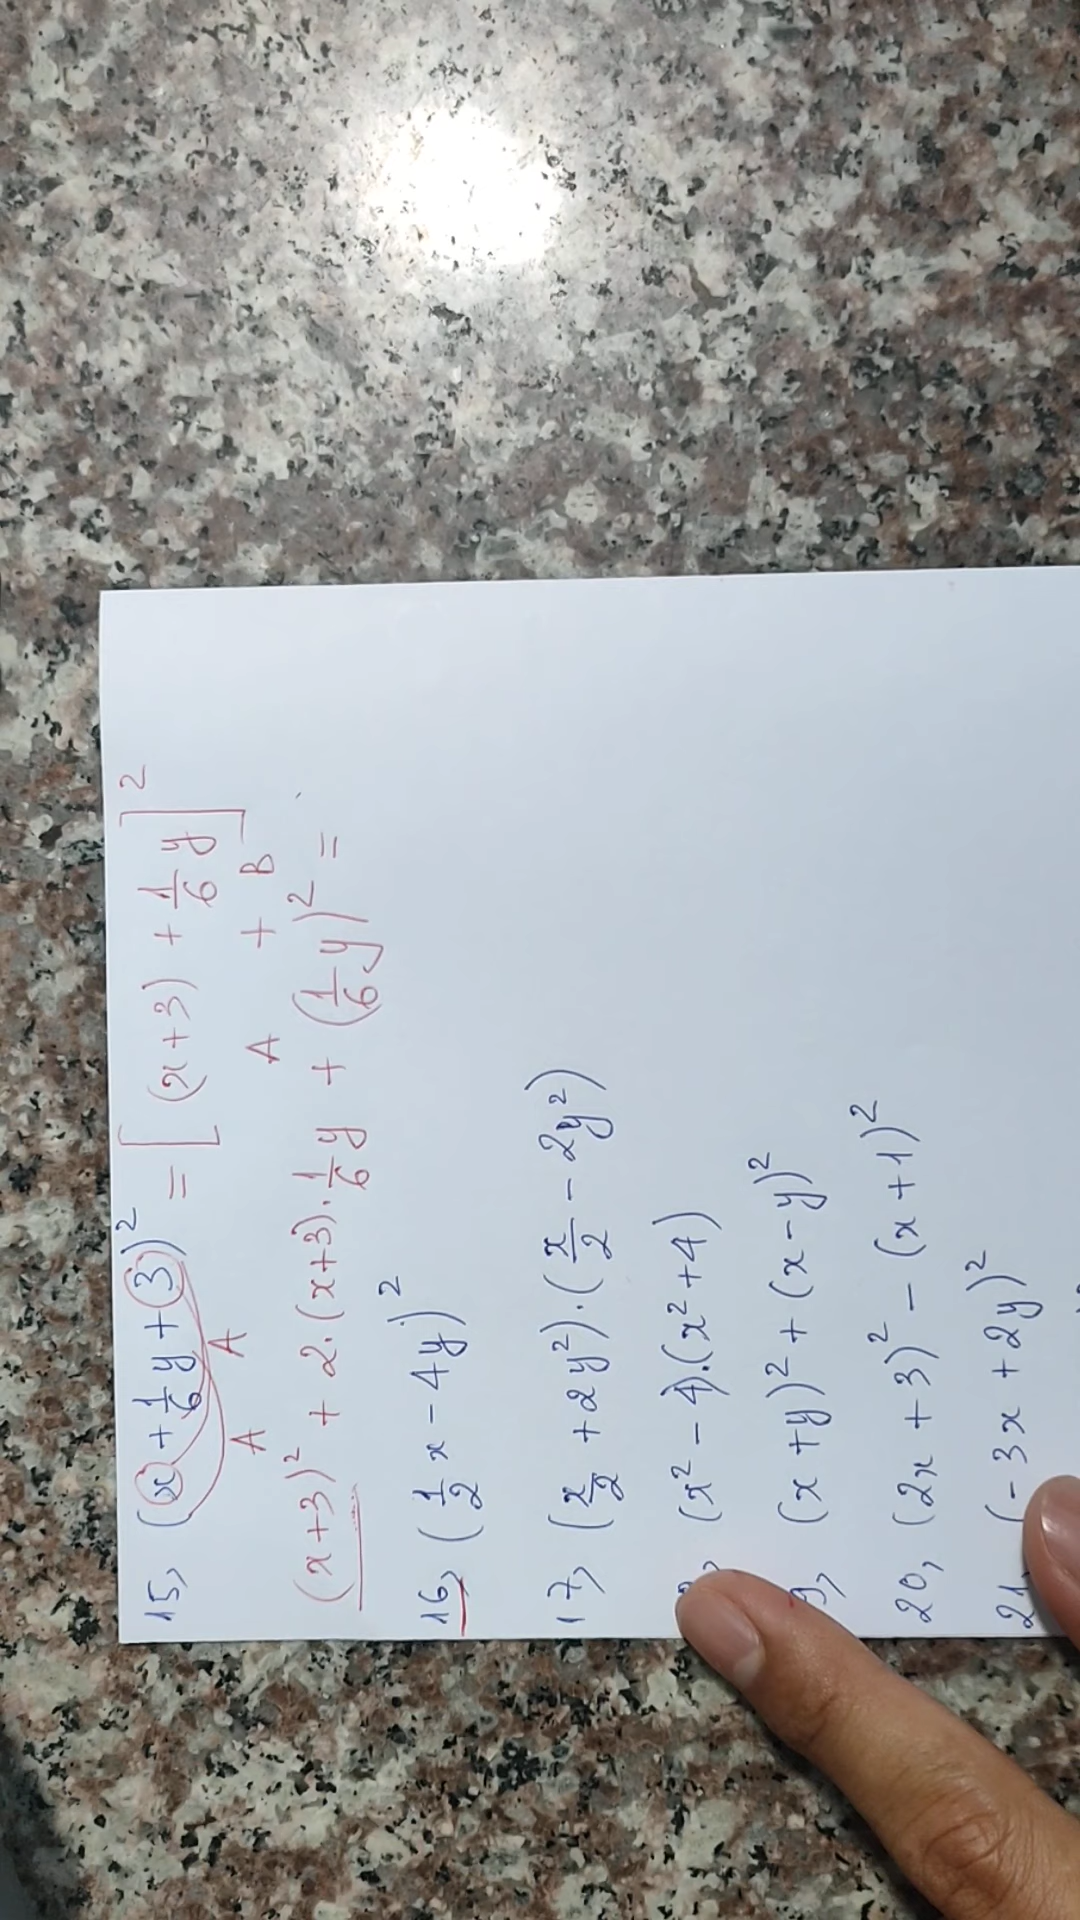 15, (x + 1/6 y + 3)² = [(x+3) + 1/6 y]²
A A A + B
(x+3)² + 2.(x+3).1/6 y + (1/6 y)² =
16, (1/2 x - 4y)²
17, (x/2 + 2y²).(x/2 - 2y²)
(x² - 4).(x² + 4)
9, (x + y)² + (x - y)²
20, (2x + 3)² - (x + 1)²
21, (-3x + 2y)²